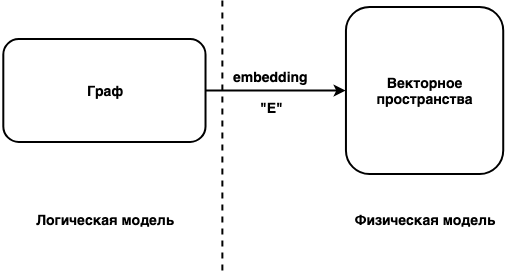 Граф
embedding
"E"
Векторное
пространства
Логическая модель
Физическая модель